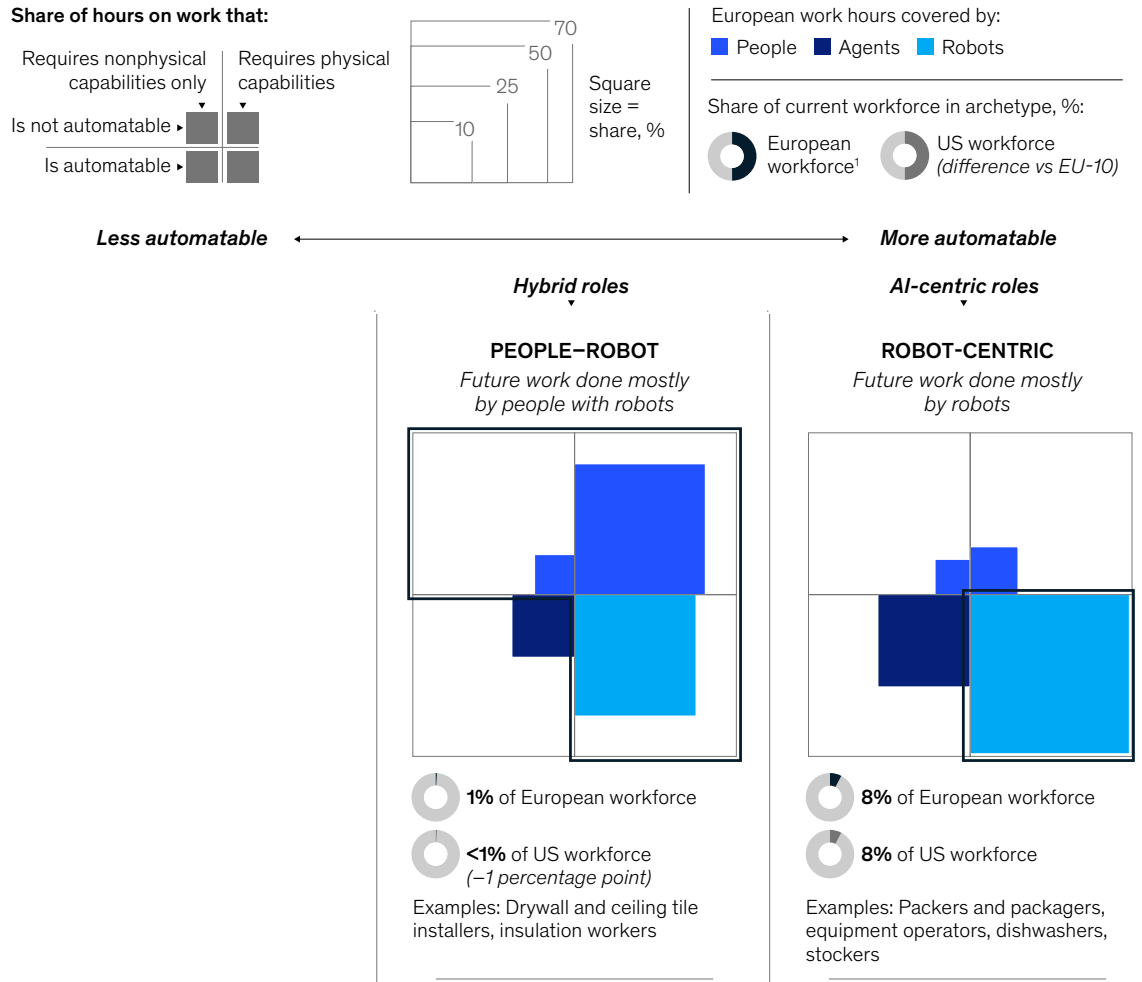 Share of hours on work that:
Requires nonphysical
capabilities only
Requires physical
capabilities
Is not automatable
Is automatable
70
50
25
10
Square
size =
share, %
European work hours covered by:
People
Agents
Robots
Share of current workforce in archetype, %:
European
workforce¹
US workforce
(difference vs EU-10)
Less automatable
More automatable
Hybrid roles
AI-centric roles
PEOPLE–ROBOT
Future work done mostly
by people with robots
1% of European workforce
<1% of US workforce
(–1 percentage point)
Examples: Drywall and ceiling tile
installers, insulation workers
ROBOT-CENTRIC
Future work done mostly
by robots
8% of European workforce
8% of US workforce
Examples: Packers and packagers,
equipment operators, dishwashers,
stockers